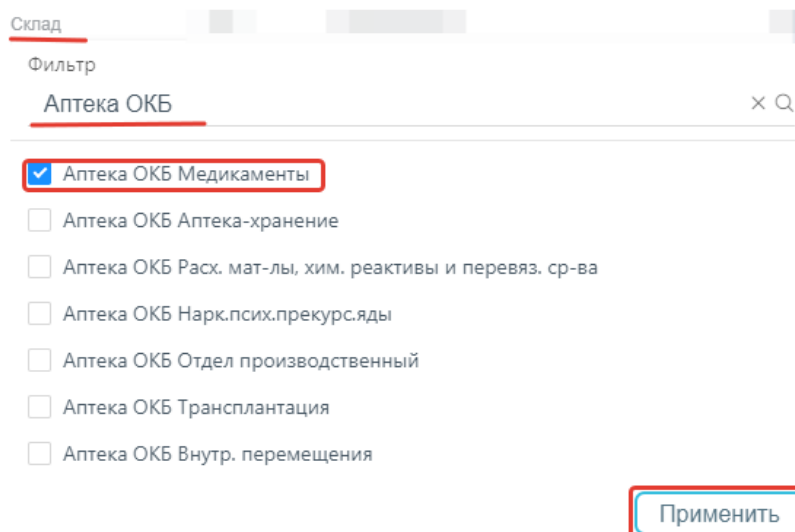 Склад
Фильтр
Аптека ОКБ
Аптека ОКБ Медикаменты
Аптека ОКБ Аптека-хранение
Аптека ОКБ Расх. мат-лы, хим. реактивы и перевяз. ср-ва
Аптека ОКБ Нарк.псих.прекурс.яды
Аптека ОКБ Отдел производственный
Аптека ОКБ Трансплантация
Аптека ОКБ Внутр. перемещения
Применить